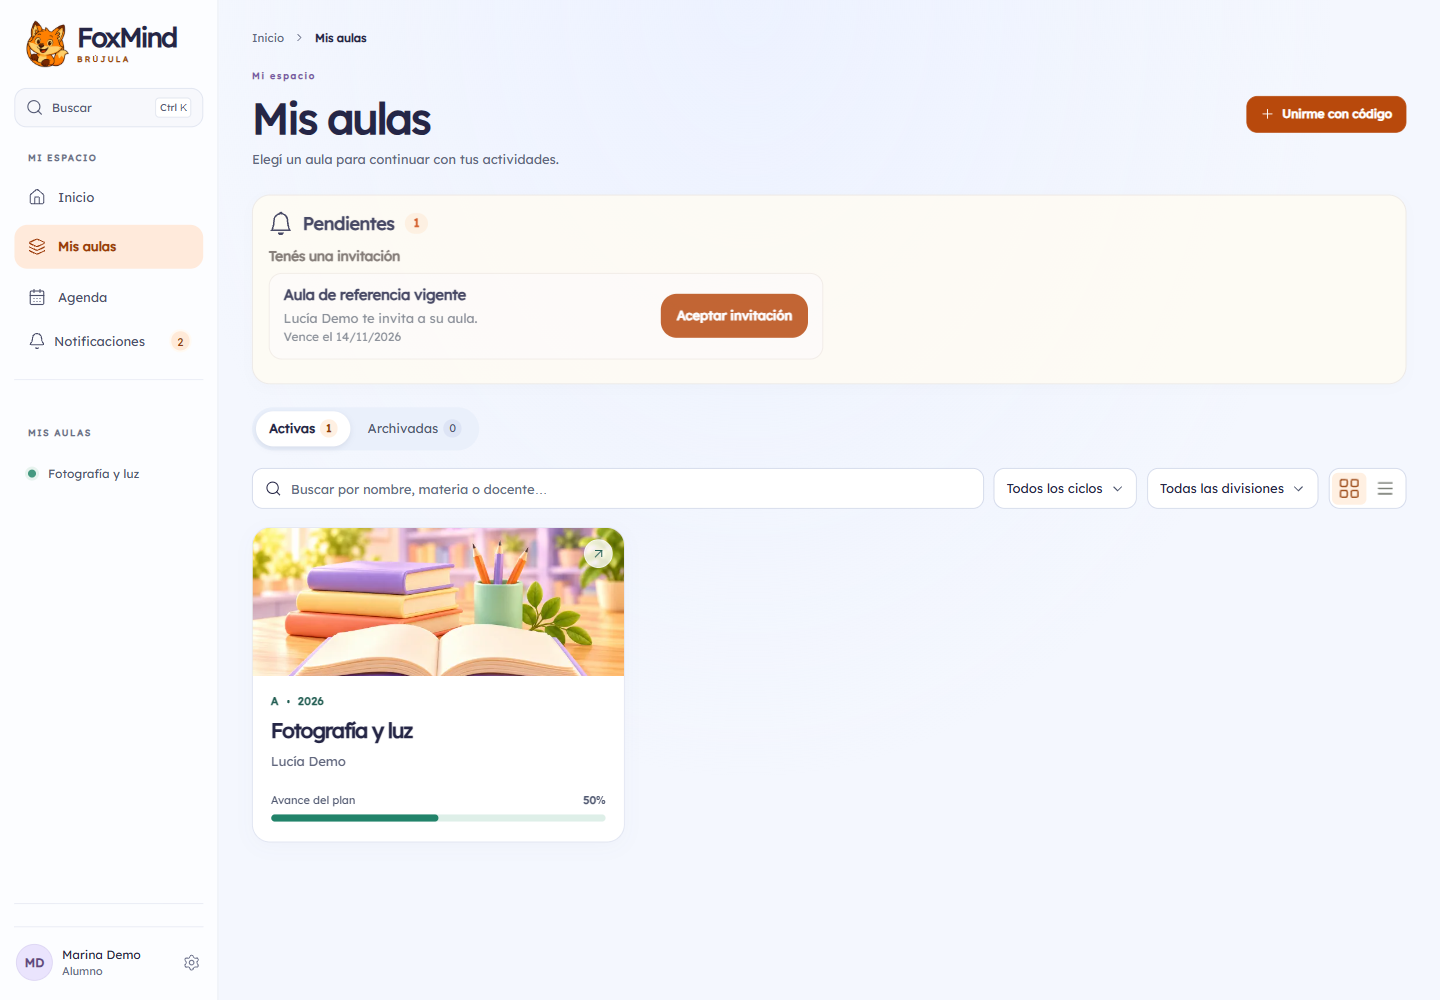 FoxMind
BRÚJULA
Buscar
Ctrl K
MI ESPACIO
Inicio
Mis aulas
Agenda
Notificaciones 2
MIS AULAS
Fotografía y luz
MD
Marina Demo
Alumno
Inicio > Mis aulas
Mi espacio
Mis aulas
Elegí un aula para continuar con tus actividades.
+ Unirme con código
Pendientes 1
Tenés una invitación
Aula de referencia vigente
Lucía Demo te invita a su aula.
Vence el 14/11/2026
Aceptar invitación
Activas 1 Archivadas 0
Buscar por nombre, materia o docente...
Todos los ciclos
Todas las divisiones
A • 2026
Fotografía y luz
Lucía Demo
Avance del plan 50%